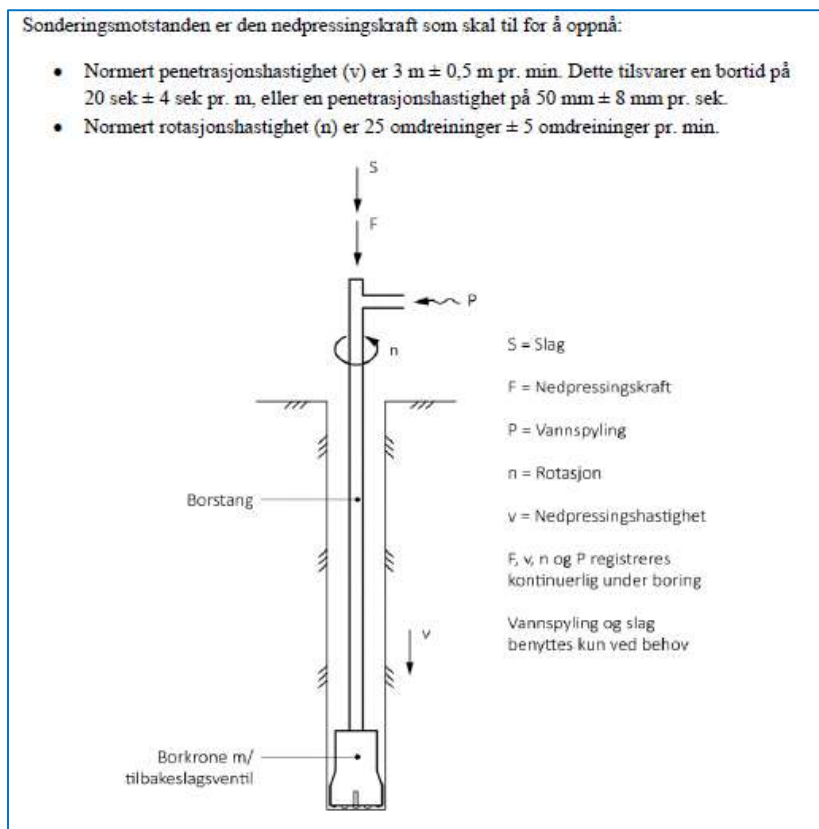 Sonderingsmotstanden er den nedpressingskraft som skal til for å oppnå:
• Normert penetrasjonshastighet (v) er 3 m ± 0,5 m pr. min. Dette tilsvarer en bortid på
20 sek ± 4 sek pr. m, eller en penetrasjonshastighet på 50 mm ± 8 mm pr. sek.
• Normert rotasjonshastighet (n) er 25 omdreininger ± 5 omdreininger pr. min.
S
F
P
n
S = Slag
F = Nedpressingskraft
P = Vannspyling
n = Rotasjon
Borstang
v = Nedpressingshastighet
F, v, n og P registreres
kontinuerlig under boring
Vannspyling og slag
benyttes kun ved behov
v
Borkrone m/
tilbakeslagsventil